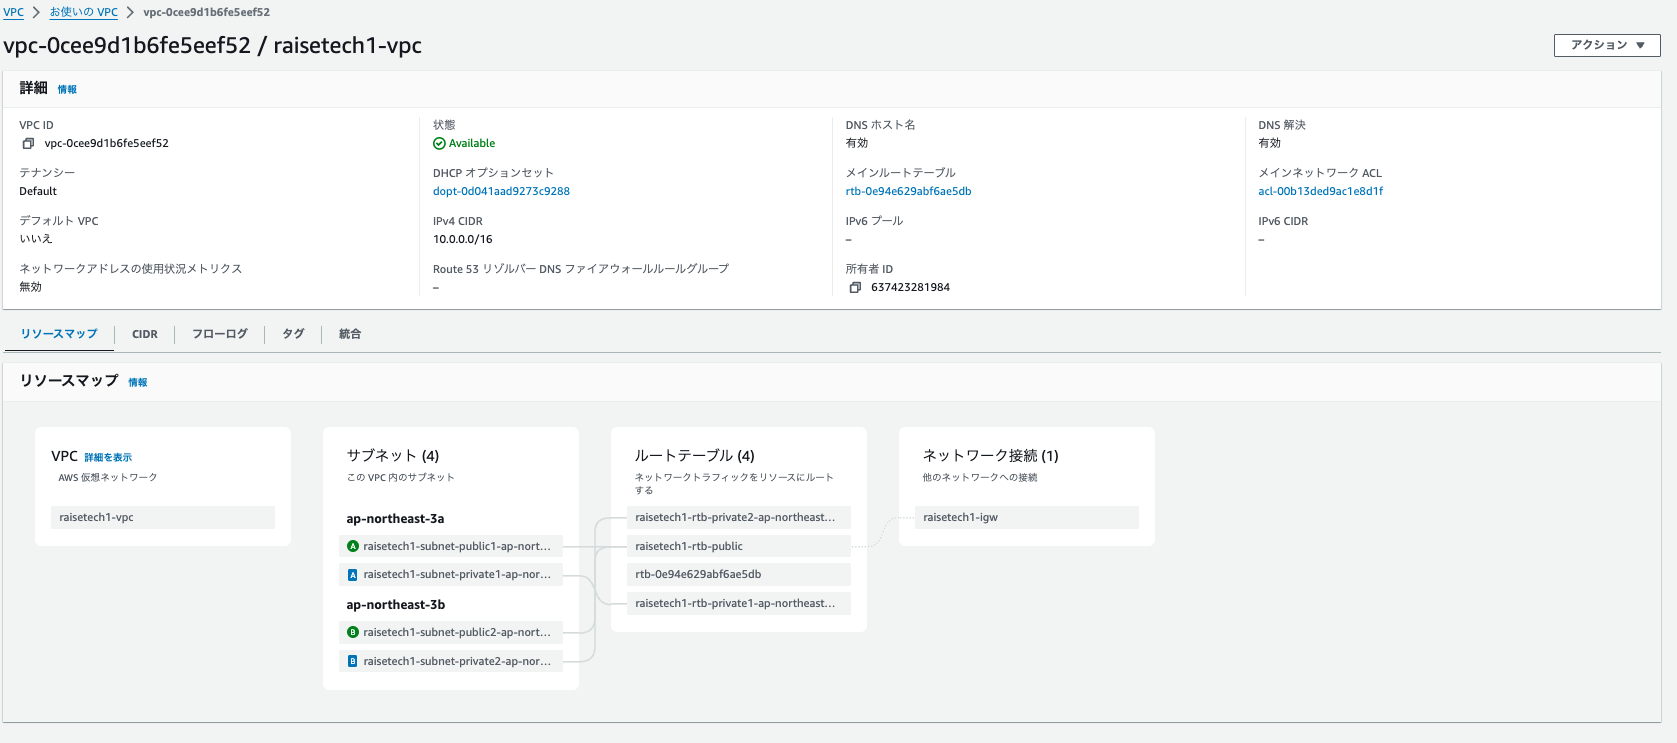 VPC > お使いの VPC > vpc-0cee9d1b6fe5eef52
vpc-0cee9d1b6fe5eef52 / raisetech1-vpc
アクション ▼
詳細 情報
VPC ID
vpc-0cee9d1b6fe5eef52
状態
Available
DNS ホスト名
有効
DNS 解決
有効
テナンシー
Default
DHCP オプションセット
dopt-0d041aad9273c9288
メインルートテーブル
rtb-0e94e629abf6ae5db
メインネットワーク ACL
acl-00b13ded9ac1e8d1f
デフォルト VPC
いいえ
IPv4 CIDR
10.0.0.0/16
IPv6 プール
–
IPv6 CIDR
–
ネットワークアドレスの使用状況メトリクス
無効
Route 53 リゾルバー DNS ファイアウォールルールグループ
–
所有者 ID
637423281984
リソースマップ
CIDR
フローログ
タグ
統合
リソースマップ 情報
VPC 詳細を表示
AWS 仮想ネットワーク
raisetech1-vpc
サブネット (4)
この VPC 内のサブネット
ap-northeast-3a
A raisetech1-subnet-public1-ap-nort...
A raisetech1-subnet-private1-ap-nor...
ap-northeast-3b
B raisetech1-subnet-public2-ap-nort...
B raisetech1-subnet-private2-ap-nor...
ルートテーブル (4)
ネットワークトラフィックをリソースにルート
する
raisetech1-rtb-private2-ap-northeast...
raisetech1-rtb-public
rtb-0e94e629abf6ae5db
raisetech1-rtb-private1-ap-northeast...
ネットワーク接続 (1)
他のネットワークへの接続
raisetech1-igw